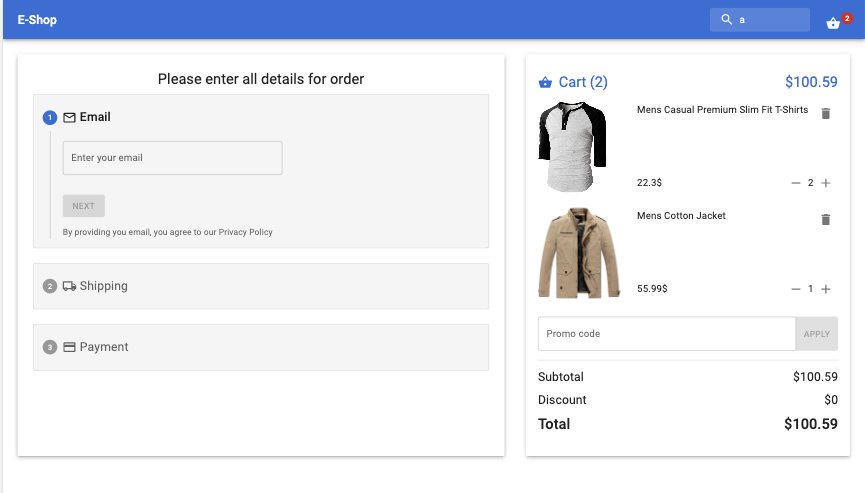 E-Shop
a
2
Please enter all details for order
1 Email
Enter your email
NEXT
By providing you email, you agree to our Privacy Policy
2 Shipping
3 Payment
Cart (2) $100.59
Mens Casual Premium Slim Fit T-Shirts
22.3$ — 2 +
Mens Cotton Jacket
55.99$ — 1 +
Promo code APPLY
Subtotal $100.59
Discount $0
Total $100.59